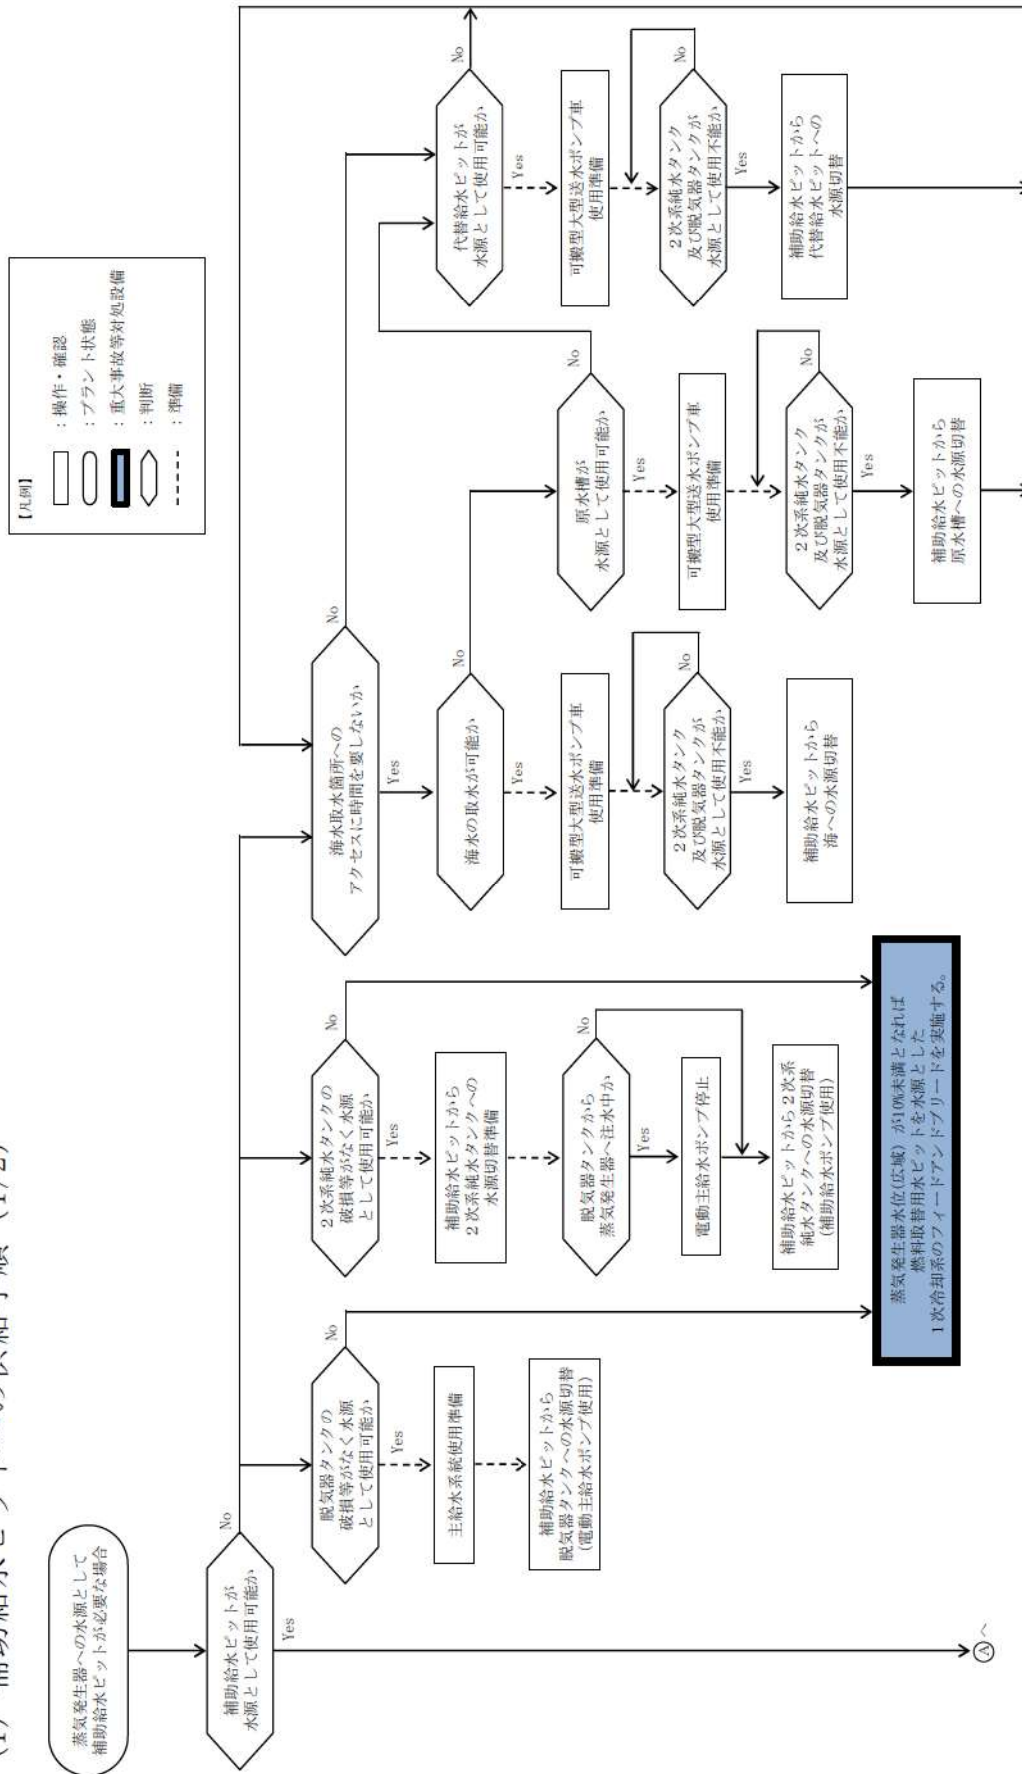 【凡例】
：操作・確認
：プラント状態
：重大事故等対処設備
：判断
：準備
蒸気発生器への水源として
補助給水ピットが必要な場合
補助給水ピットが
水源として使用可能か
No
Yes
Ⓐへ
脱気器タンクの
破損等がなく水源
として使用可能か
No
Yes
主給水系統使用準備
補助給水ピットから
脱気器タンクへの水源切替
(電動主給水ポンプ使用)
2次系純水タンクの
破損等がなく水源
として使用可能か
No
Yes
補助給水ピットから
2次系純水タンクへの
水源切替準備
脱気器タンクから
蒸気発生器へ注水中か
No
Yes
電動主給水ポンプ停止
補助給水ピットから2次系
純水タンクへの水源切替
(補助給水ポンプ使用)
蒸気発生器水位(広域)が10%未満となれば
燃料取替用水ピットを水源とした
1次冷却系のフィードアンドブリードを実施する。
海水取水箇所への
アクセスに時間を要しないか
No
Yes
海水の取水が可能か
No
Yes
可搬型大型送水ポンプ車
使用準備
2次系純水タンク
及び脱気器タンクが
水源として使用不能か
No
Yes
補助給水ピットから
海への水源切替
原水槽が
水源として使用可能か
No
Yes
可搬型大型送水ポンプ車
使用準備
2次系純水タンク
及び脱気器タンクが
水源として使用不能か
No
Yes
補助給水ピットから
原水槽への水源切替
代替給水ピットが
水源として使用可能か
No
Yes
可搬型大型送水ポンプ車
使用準備
2次系純水タンク
及び脱気器タンクが
水源として使用不能か
No
Yes
補助給水ピットから
代替給水ピットへの
水源切替